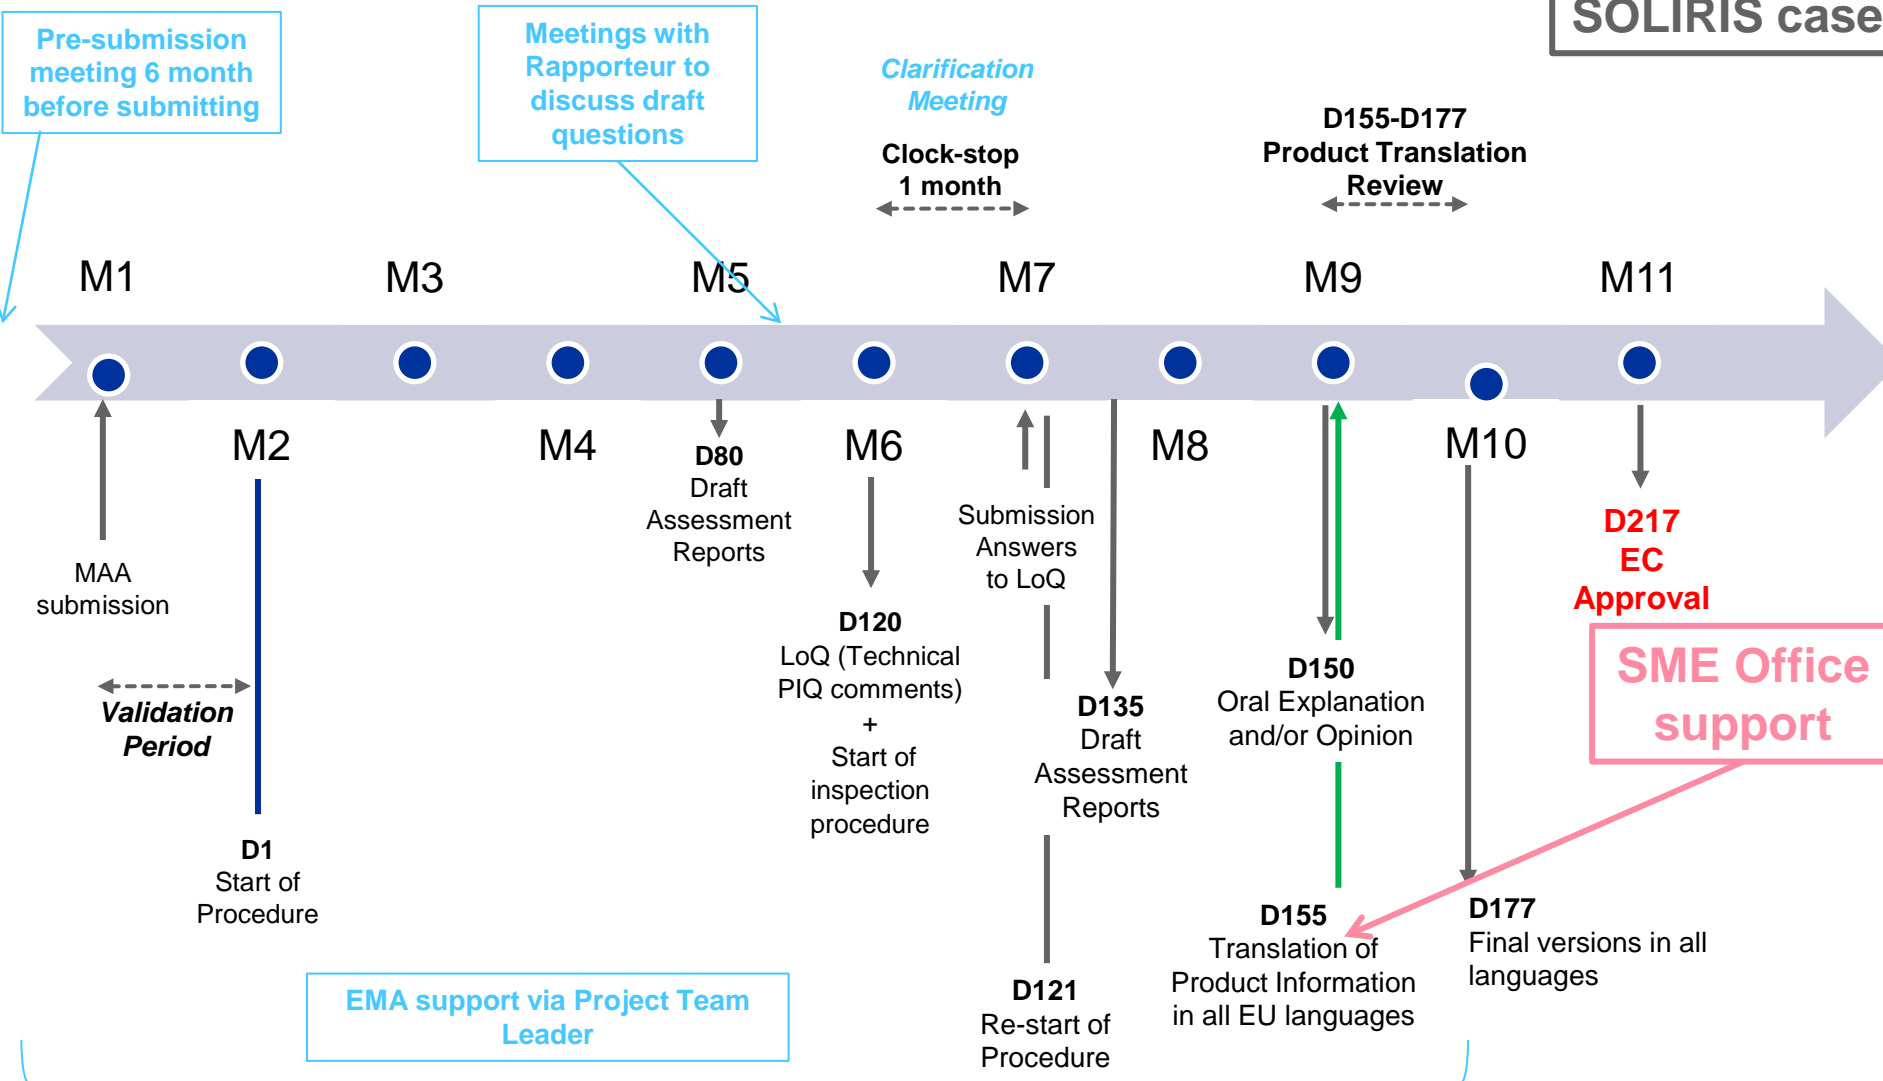 SOLIRIS case
Pre-submission
meeting 6 month
before submitting
Meetings with
Rapporteur to
discuss draft
questions
Clarification
Meeting
Clock-stop
1 month
D155-D177
Product Translation
Review
M1
M3
M5
M7
M9
M11
M2
M4
M6
M8
M10
MAA
submission
Validation
Period
D1
Start of
Procedure
D80
Draft
Assessment
Reports
D120
LoQ (Technical
PIQ comments)
+
Start of
inspection
procedure
Submission
Answers
to LoQ
D121
Re-start of
Procedure
D135
Draft
Assessment
Reports
D150
Oral Explanation
and/or Opinion
D155
Translation of
Product Information
in all EU languages
D177
Final versions in all
languages
D217
EC
Approval
SME Office
support
EMA support via Project Team
Leader